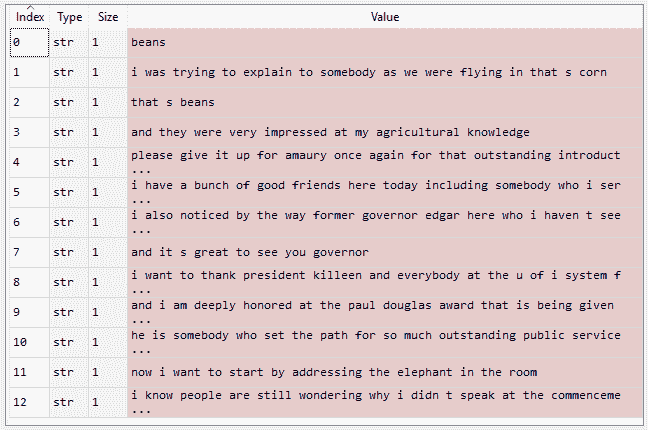 Index Type Size Value
0 str 1 beans
1 str 1 i was trying to explain to somebody as we were flying in that s corn
2 str 1 that s beans
3 str 1 and they were very impressed at my agricultural knowledge
4 str 1 please give it up for amaury once again for that outstanding introduct
...
5 str 1 i have a bunch of good friends here today including somebody who i ser
...
6 str 1 i also noticed by the way former governor edgar here who i haven t see
...
7 str 1 and it s great to see you governor
8 str 1 i want to thank president killeen and everybody at the u of i system f
...
9 str 1 and i am deeply honored at the paul douglas award that is being given
...
10 str 1 he is somebody who set the path for so much outstanding public service
...
11 str 1 now i want to start by addressing the elephant in the room
12 str 1 i know people are still wondering why i didn t speak at the commenceme
...